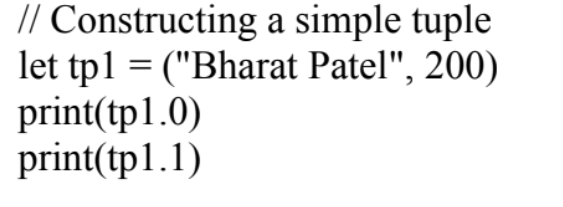 // Constructing a simple tuple
let tp1 = ("Bharat Patel", 200)
print(tp1.0)
print(tp1.1)